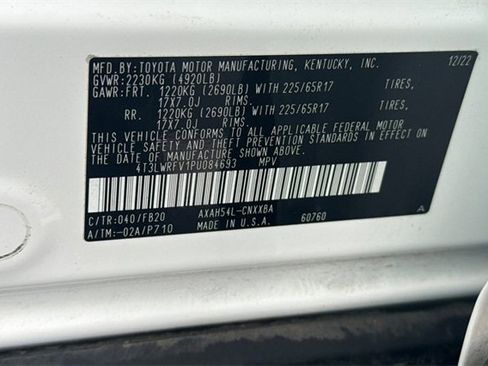 MFD.BY:TOYOTA MOTOR MANUFACTURING, KENTUCKY, INC. 12/22
GVWR:2230KG (4920LB)
GAWR:FRT. 1220KG (2690LB) WITH 225/65R17 TIRES,
17X7.0J RIMS.
RR. 1220KG (2690LB) WITH 225/65R17 TIRES,
17X7.0J RIMS.
THIS VEHICLE CONFORMS TO ALL APPLICABLE FEDERAL MOTOR
VEHICLE SAFETY AND THEFT PREVENTION STANDARDS IN EFFECT
ON THE DATE OF MANUFACTURE SHOWN ABOVE.
4T3LWRFV1PU084693 MPV
C/TR:040/FB20 AXAH54L-CNXXBA A
A/TM:-02A/P710 MADE IN U.S.A. 60760